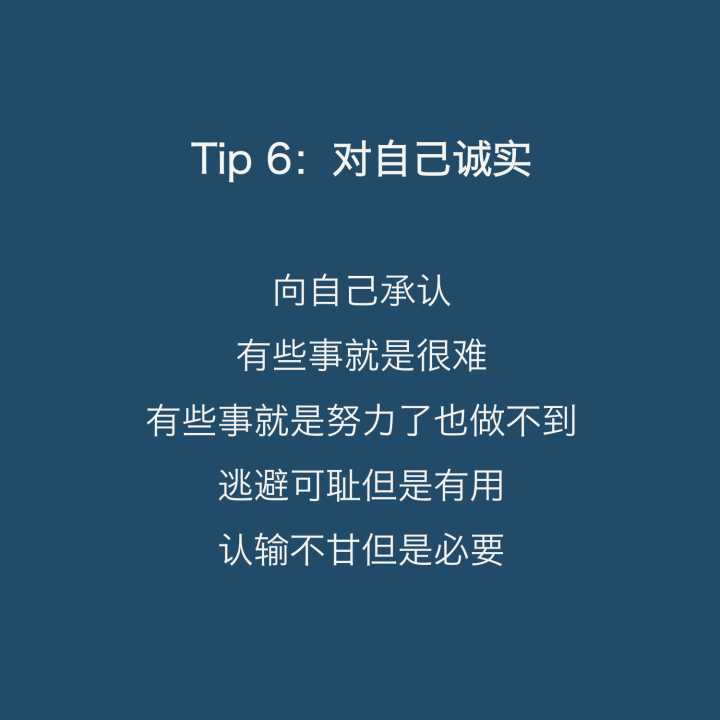 Tip 6：对自己诚实
向自己承认
有些事就是很难
有些事就是努力了也做不到
逃避可耻但是有用
认输不甘但是必要